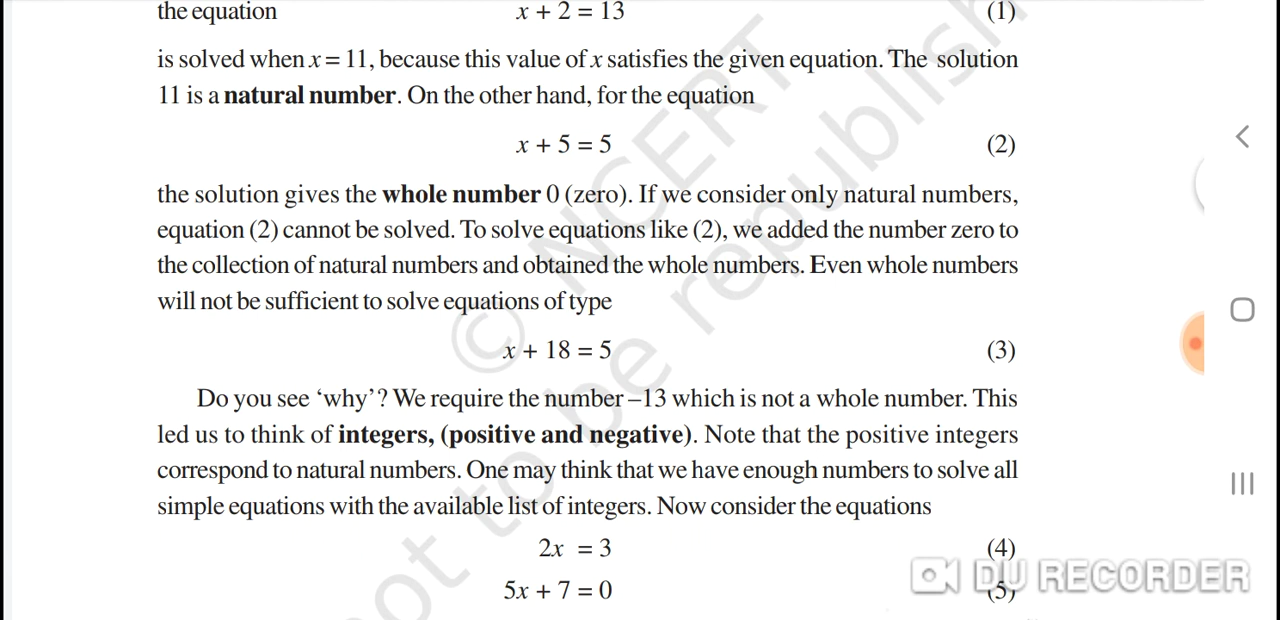 the equation x + 2 = 13 (1)
is solved when x = 11, because this value of x satisfies the given equation. The solution
11 is a natural number. On the other hand, for the equation
x + 5 = 5 (2)
the solution gives the whole number 0 (zero). If we consider only natural numbers,
equation (2) cannot be solved. To solve equations like (2), we added the number zero to
the collection of natural numbers and obtained the whole numbers. Even whole numbers
will not be sufficient to solve equations of type
x + 18 = 5 (3)
Do you see ‘why’? We require the number –13 which is not a whole number. This
led us to think of integers, (positive and negative). Note that the positive integers
correspond to natural numbers. One may think that we have enough numbers to solve all
simple equations with the available list of integers. Now consider the equations
2x = 3 (4)
5x + 7 = 0 (5)
© NCERT
not to be republish
DU RECORDER